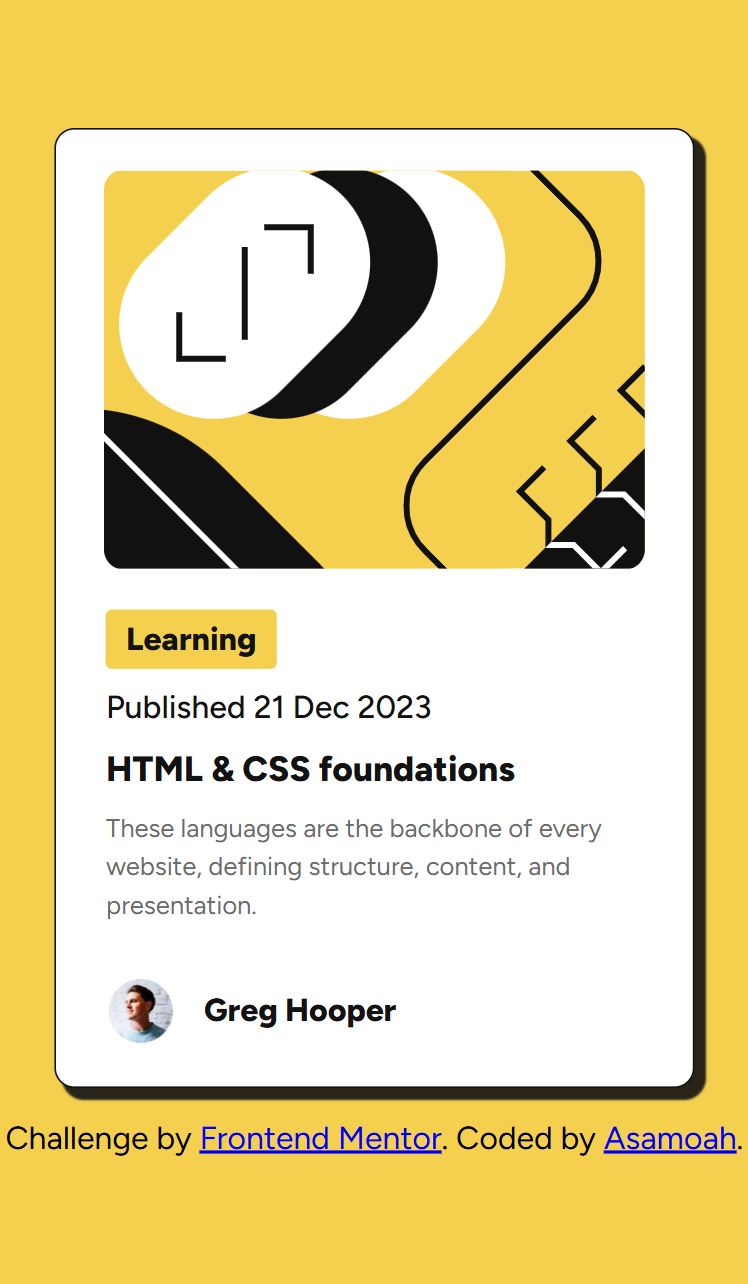 Learning
Published 21 Dec 2023
HTML & CSS foundations
These languages are the backbone of every
website, defining structure, content, and
presentation.
Greg Hooper
Challenge by Frontend Mentor. Coded by Asamoah.